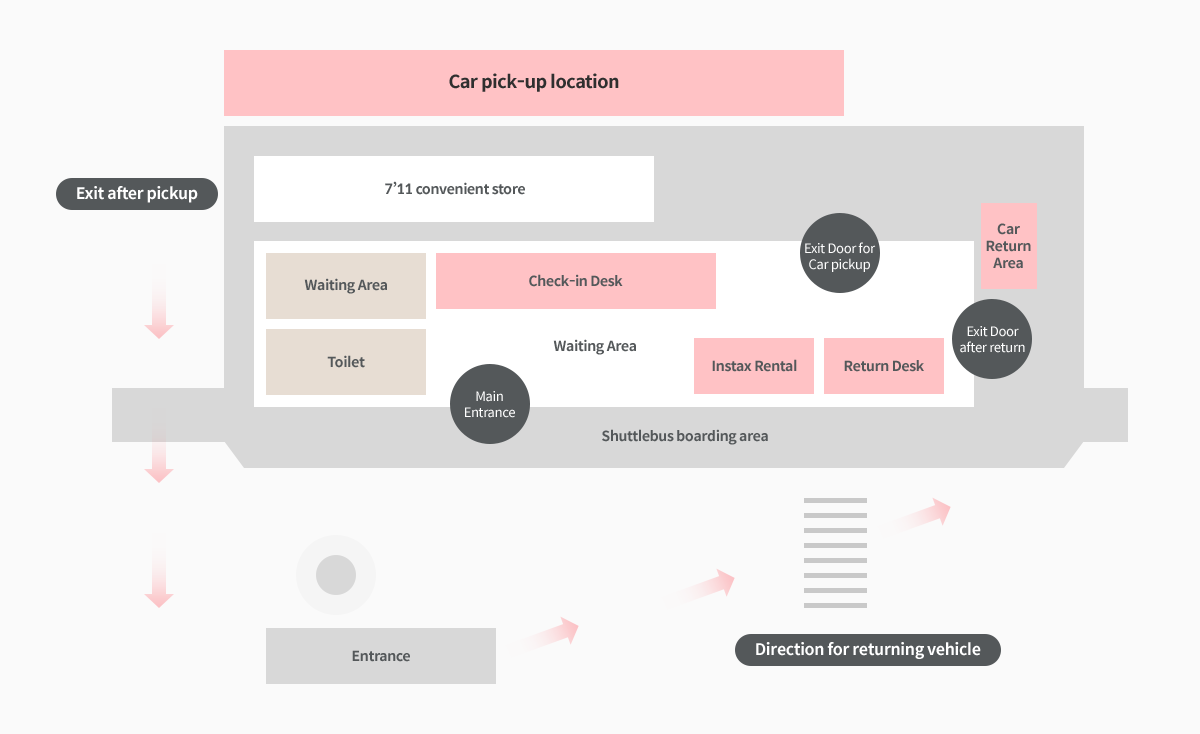 Car pick-up location
Exit after pickup
7’11 convenient store
Car
Return
Area
Exit Door for
Car pickup
Waiting Area
Check-in Desk
Exit Door
after return
Toilet
Waiting Area
Instax Rental
Return Desk
Main
Entrance
Shuttlebus boarding area
Entrance
Direction for returning vehicle